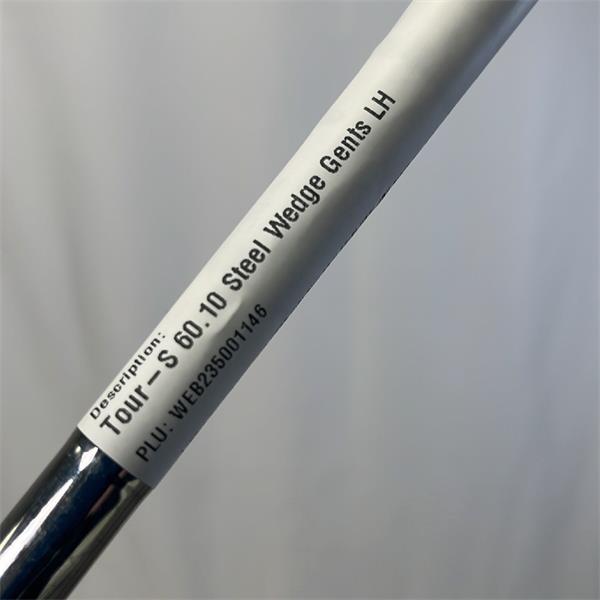 Description:
Tour-S 60.10 Steel Wedge Gents LH
PLU: WEB235001146